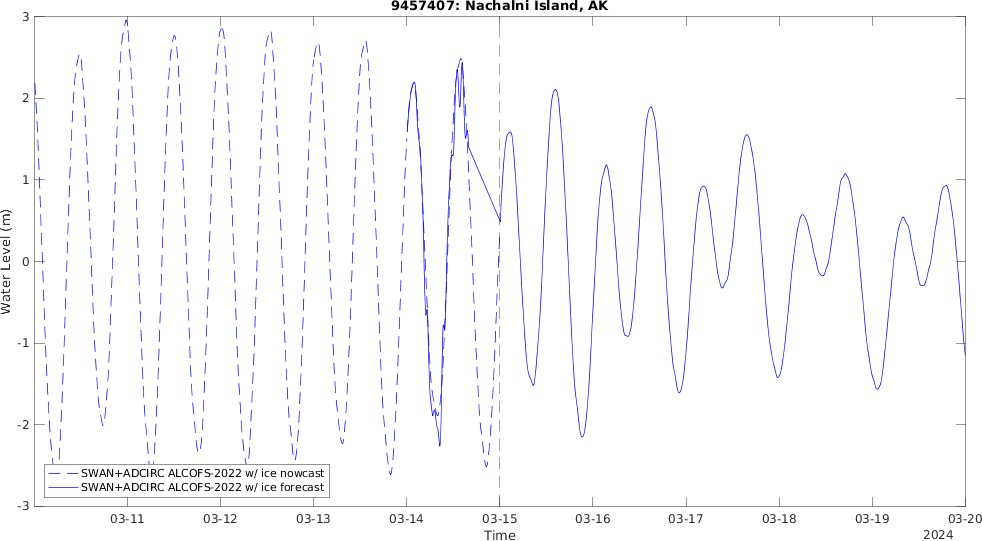 9457407: Nachalni Island, AK
3
2
1
0
-1
-2
-3
Water Level (m)
SWAN+ADCIRC ALCOFS-2022 w/ ice nowcast
SWAN+ADCIRC ALCOFS-2022 w/ ice forecast
03-11 03-12 03-13 03-14 03-15 03-16 03-17 03-18 03-19 03-20
Time
2024